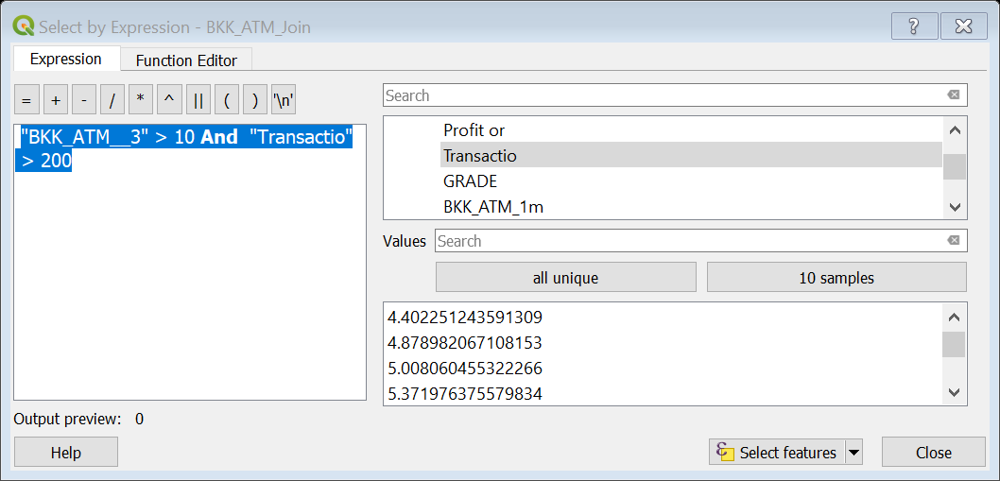 Select by Expression - BKK_ATM_Join
?
Expression
Function Editor
= + - / * ^ || ( ) '\n'
"BKK_ATM__3" > 10 And  "Transactio"
> 200
Output preview: 0
Help
Search
Profit or
Transactio
GRADE
BKK_ATM_1m
Values
Search
all unique
10 samples
4.402251243591309
4.878982067108153
5.008060455322266
5.371976375579834
Select features
Close